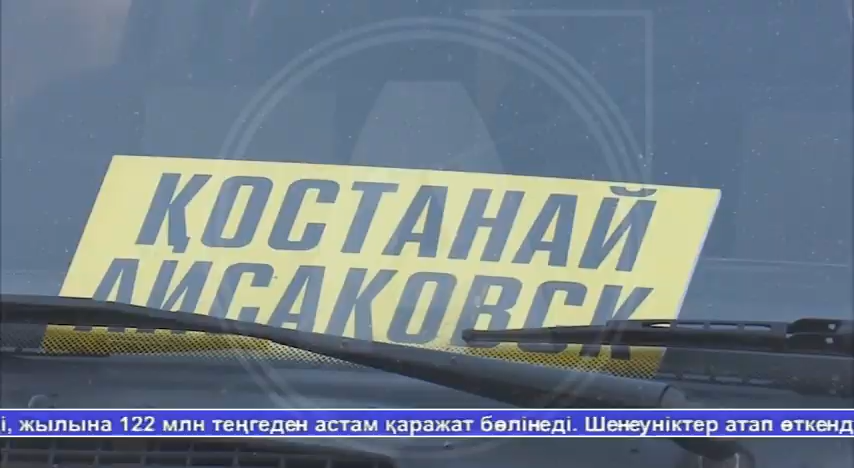 ҚОСТАНАЙ
ЛИСАКОВСК
і, жылына 122 млн теңгеден астам қаражат бөлінеді. Шенеуніктер атап өткенд